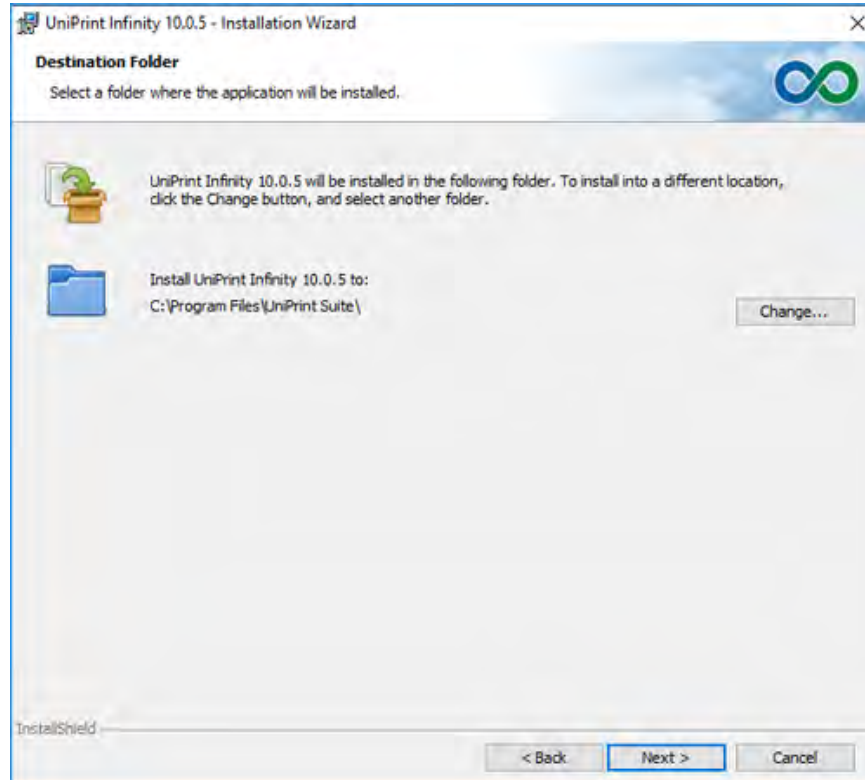 UniPrint Infinity 10.0.5 - Installation Wizard
Destination Folder
Select a folder where the application will be installed.
UniPrint Infinity 10.0.5 will be installed in the following folder. To install into a different location,
click the Change button, and select another folder.
Install UniPrint Infinity 10.0.5 to:
C:\Program Files\UniPrint Suite\
Change...
InstallShield
< Back
Next >
Cancel